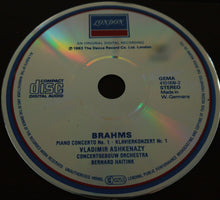 LONDON
AN ORIGINAL DIGITAL RECORDING
℗ 1983 The Decca Record Co. Ltd. London
COMPACT
disc
DIGITAL AUDIO
GEMA
STEREO
Made in
W. Germany
BRAHMS
PIANO CONCERTO No. 1 · KLAVIERKONZERT Nr. 1
VLADIMIR ASHKENAZY
CONCERTGEBOUW ORCHESTRA
BERNARD HAITINK